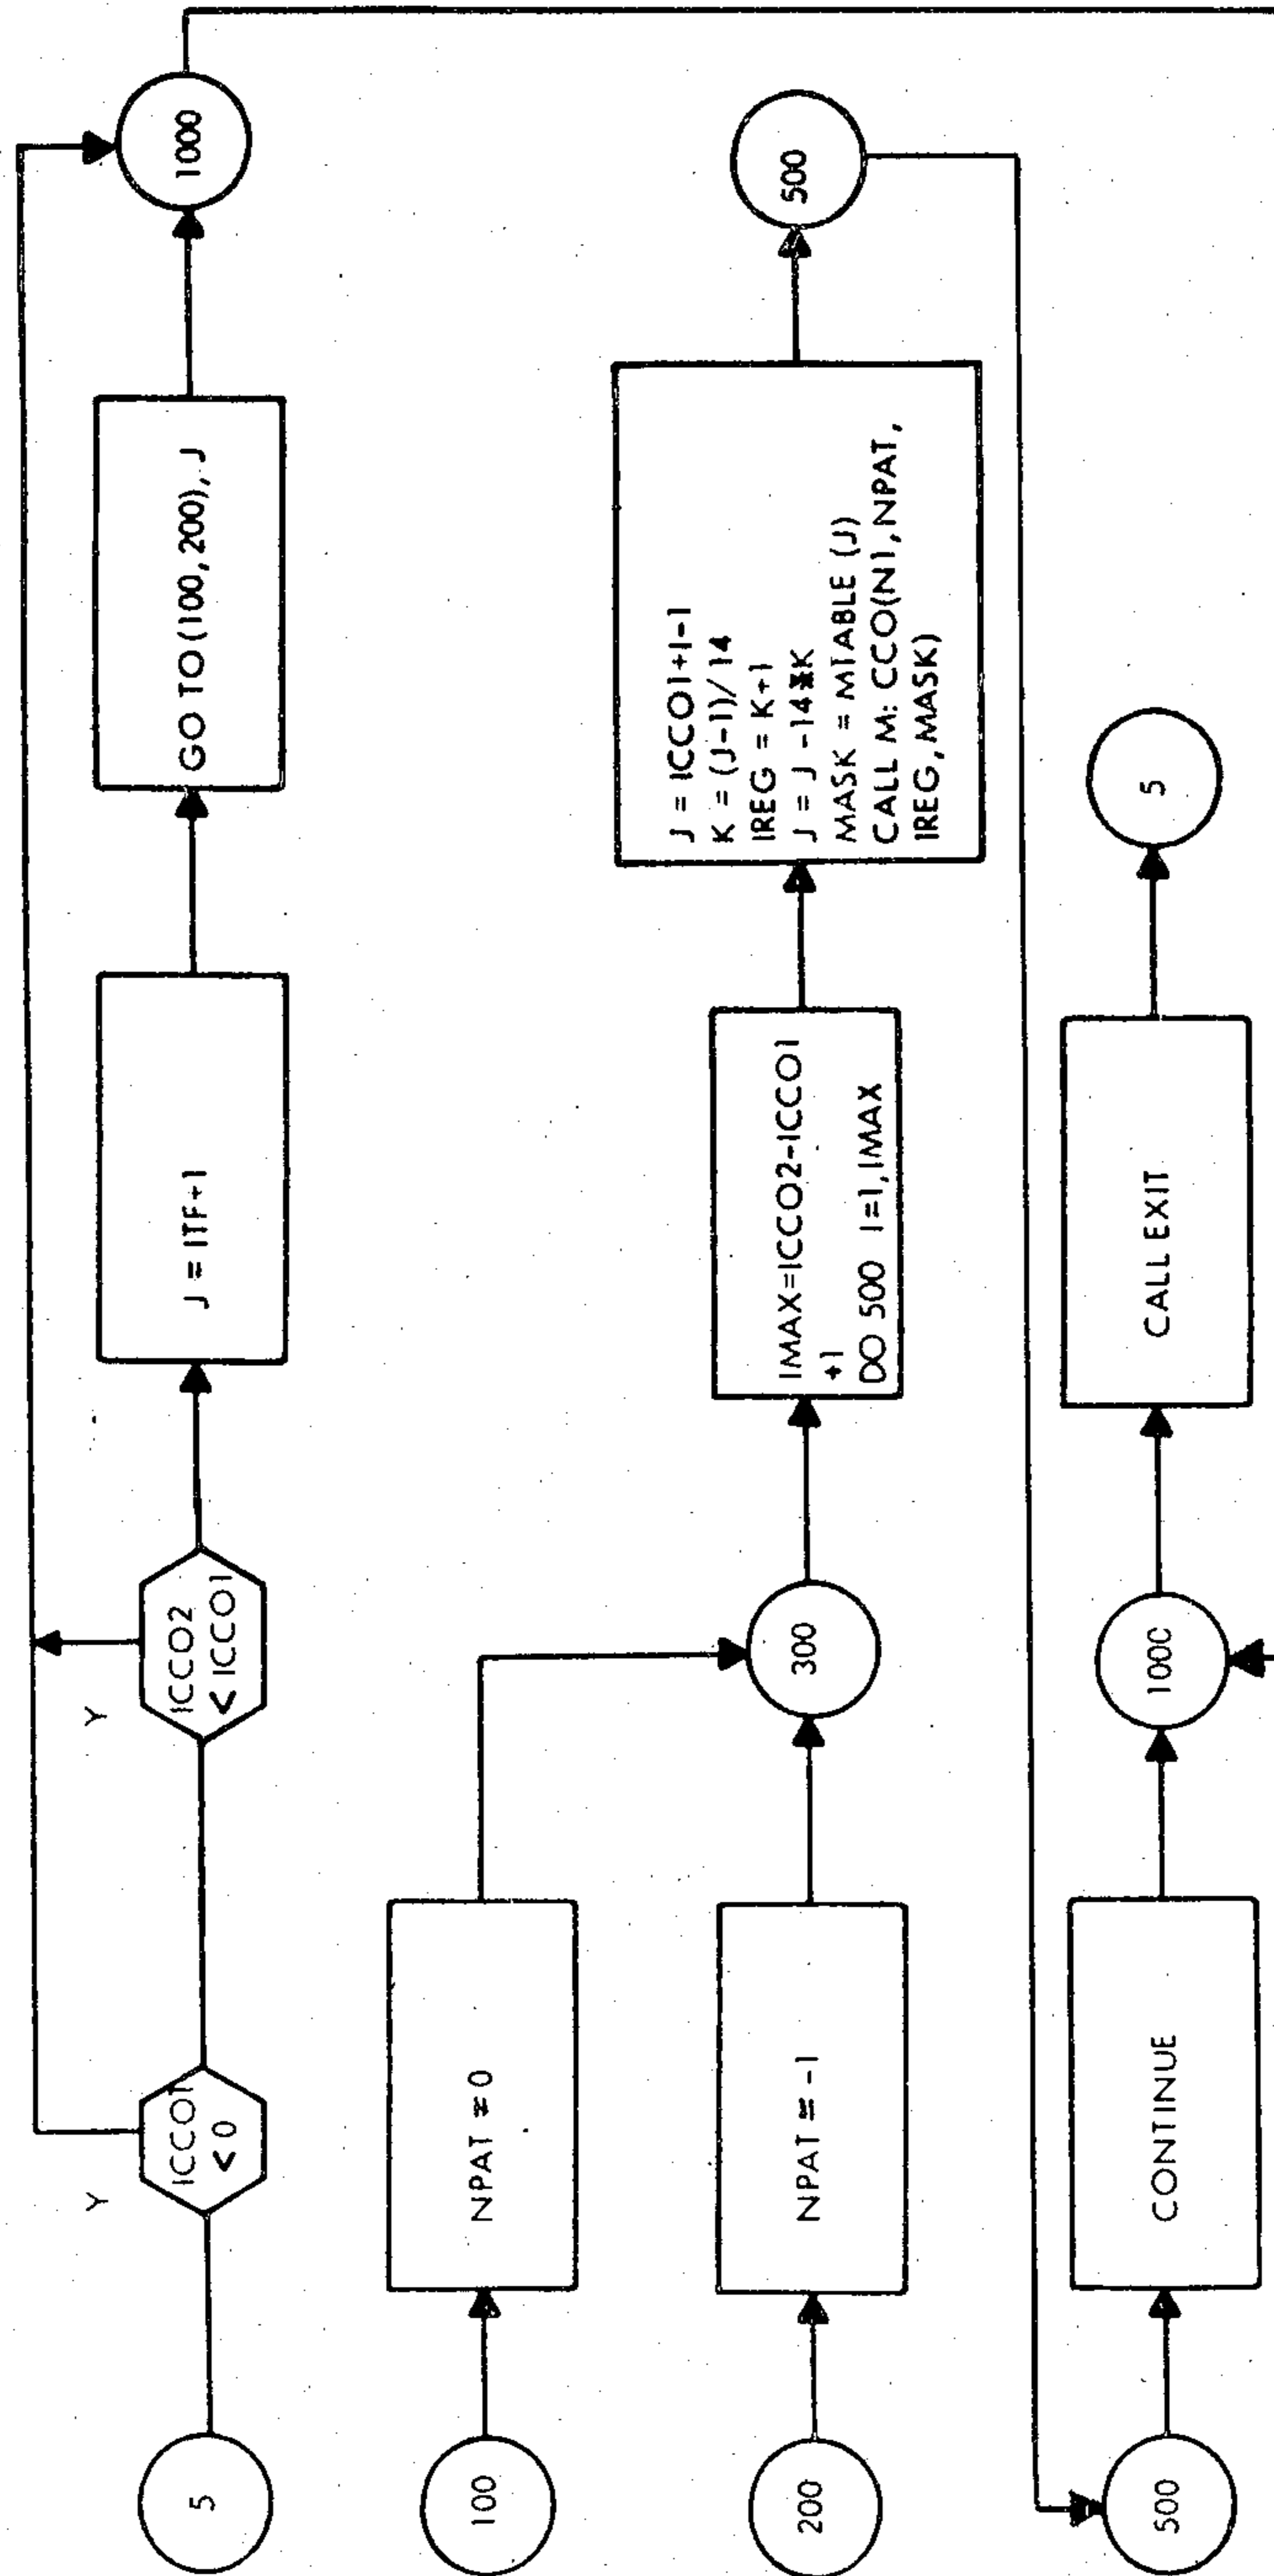 5
Y
ICCO1
< 0
Y
ICCO2
< ICCO1
J = ITF+1
GO TO(100,200), J
1000
100
NPAT = 0
200
NPAT = -1
300
IMAX=ICCO2-ICCO1
+1
DO 500 I=1,IMAX
J = ICCO1+I-1
K = (J-1)/14
IREG = K+1
J = J -14*K
MASK = MTABLE (J)
CALL M: CCO(N1,NPAT,
IREG,MASK)
500
500
CONTINUE
1000
CALL EXIT
5